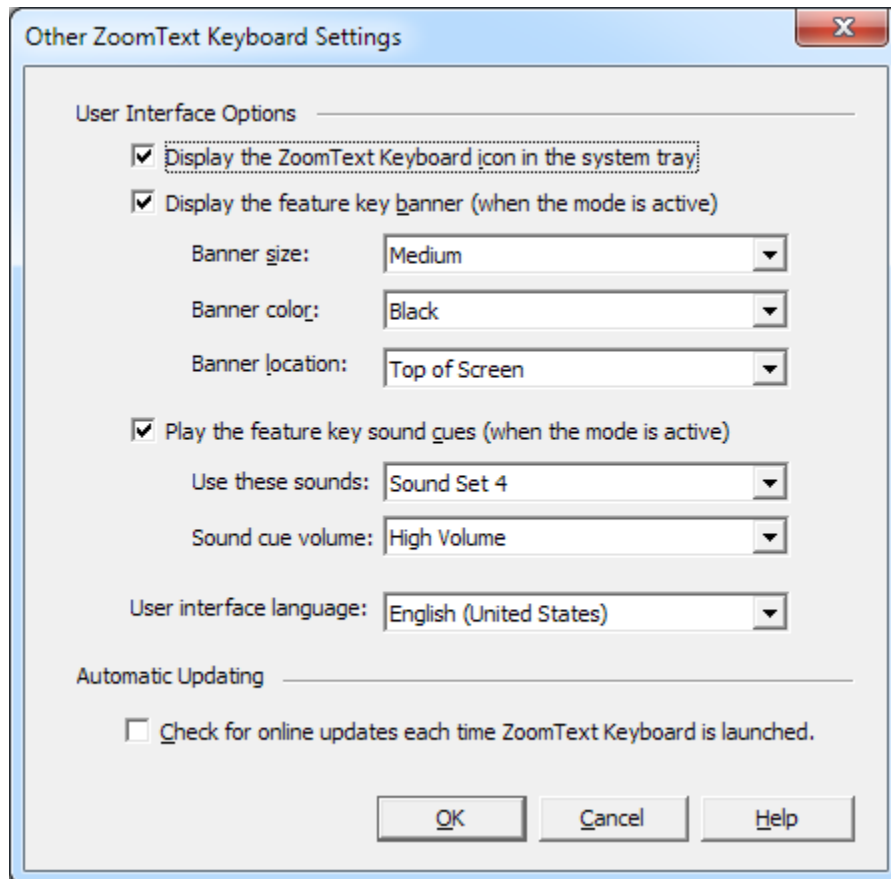 Other ZoomText Keyboard Settings
User Interface Options
Display the ZoomText Keyboard icon in the system tray
Display the feature key banner (when the mode is active)
Banner size: Medium
Banner color: Black
Banner location: Top of Screen
Play the feature key sound cues (when the mode is active)
Use these sounds: Sound Set 4
Sound cue volume: High Volume
User interface language: English (United States)
Automatic Updating
Check for online updates each time ZoomText Keyboard is launched.
OK Cancel Help